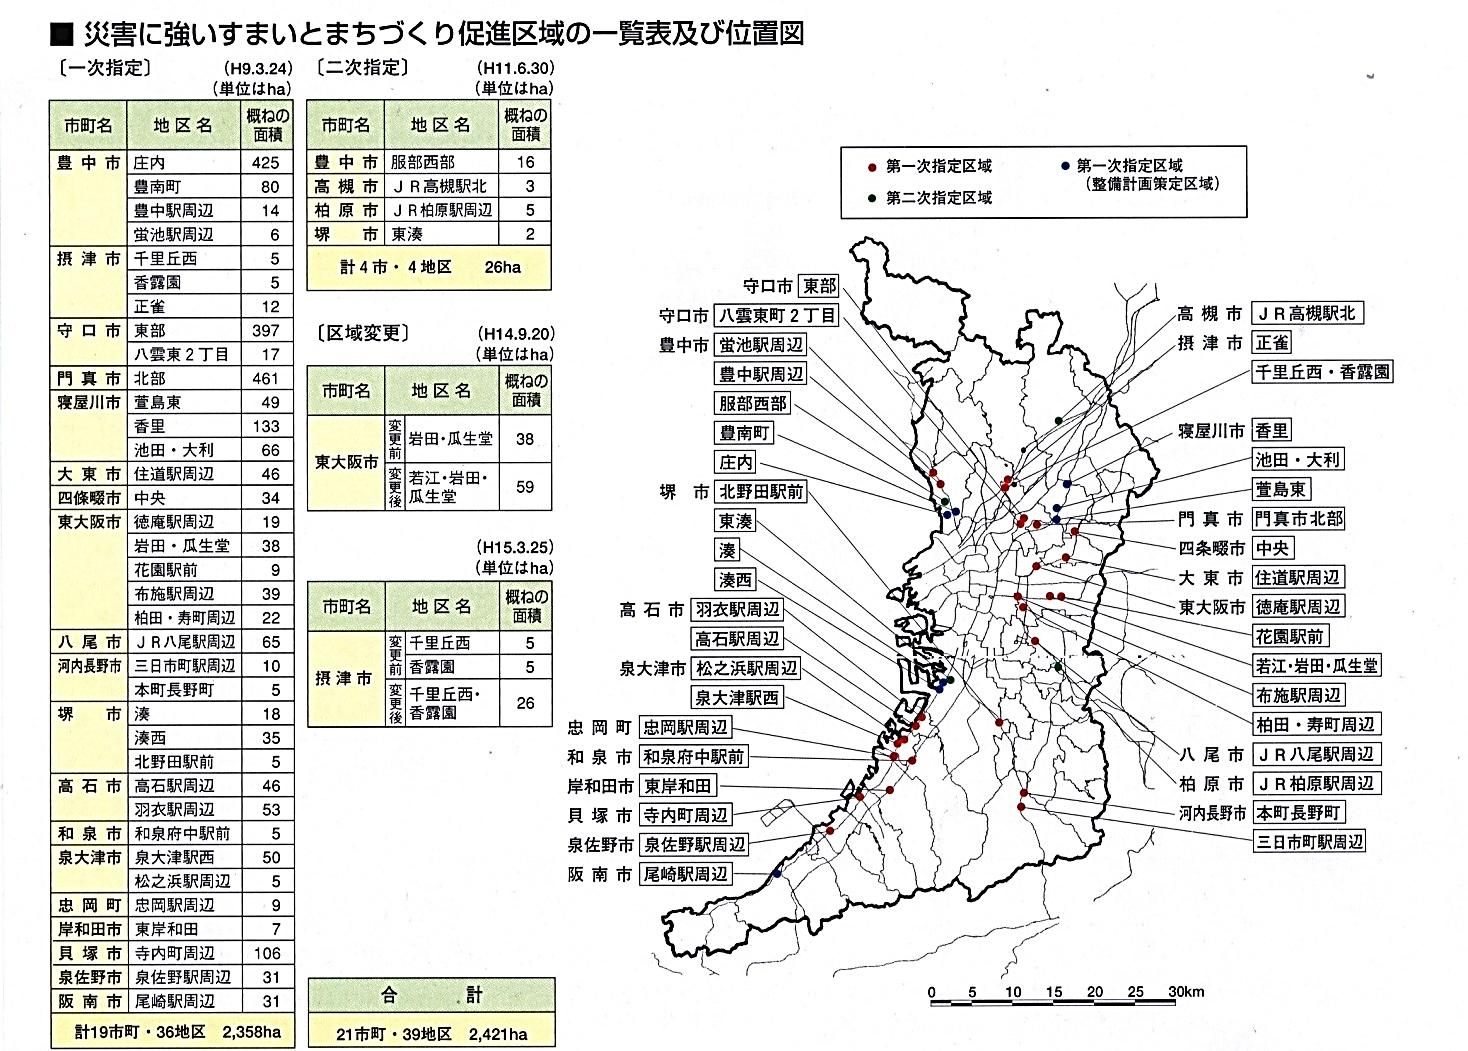 ■ 災害に強いすまいとまちづくり促進区域の一覧表及び位置図
〔一次指定〕 (H9.3.24)
(単位はha)
市町名 地区名 概ねの面積
豊中市 庄内 425
豊南町 80
豊中駅周辺 14
蛍池駅周辺 6
摂津市 千里丘西 5
香露園 5
正雀 12
守口市 東部 397
八雲東2丁目 17
門真市 北部 461
寝屋川市 萱島東 49
香里 133
池田・大利 66
大東市 住道駅周辺 46
四條畷市 中央 34
東大阪市 徳庵駅周辺 19
岩田・瓜生堂 38
花園駅前 9
布施駅周辺 39
柏田・寿町周辺 22
八尾市 JR八尾駅周辺 65
河内長野市 三日市町駅周辺 10
本町長野町 5
堺市 湊 18
湊西 35
北野田駅前 5
高石市 高石駅周辺 46
羽衣駅周辺 53
和泉市 和泉府中駅前 5
泉大津市 泉大津駅西 50
松之浜駅周辺 5
忠岡町 忠岡駅周辺 9
岸和田市 東岸和田 7
貝塚市 寺内町周辺 106
泉佐野市 泉佐野駅周辺 31
阪南市 尾崎駅周辺 31
計19市町・36地区 2,358ha
〔二次指定〕 (H11.6.30)
(単位はha)
市町名 地区名 概ねの面積
豊中市 服部西部 16
高槻市 JR高槻駅北 3
柏原市 JR柏原駅周辺 5
堺市 東湊 2
計4市・4地区 26ha
〔区域変更〕 (H14.9.20)
(単位はha)
市町名 地区名 概ねの面積
東大阪市 変更前 岩田・瓜生堂 38
変更後 若江・岩田・瓜生堂 59
(H15.3.25)
(単位はha)
市町名 地区名 概ねの面積
摂津市 変更前 千里丘西 5
香露園 5
変更後 千里丘西・香露園 26
合計
21市町・39地区 2,421ha
● 第一次指定区域 ● 第一次指定区域
(整備計画策定区域)
● 第二次指定区域
守口市 東部
守口市 八雲東町2丁目
豊中市 蛍池駅周辺
豊中駅周辺
服部西部
豊南町
庄内
堺市 北野田駅前
東湊
湊
湊西
高石市 羽衣駅周辺
高石駅周辺
泉大津市 松之浜駅周辺
泉大津駅西
忠岡町 忠岡駅周辺
和泉市 和泉府中駅前
岸和田市 東岸和田
貝塚市 寺内町周辺
泉佐野市 泉佐野駅周辺
阪南市 尾崎駅周辺
高槻市 JR高槻駅北
摂津市 正雀
千里丘西・香露園
寝屋川市 香里
池田・大利
萱島東
門真市 門真市北部
四条畷市 中央
大東市 住道駅周辺
東大阪市 徳庵駅周辺
花園駅前
若江・岩田・瓜生堂
布施駅周辺
柏田・寿町周辺
八尾市 JR八尾駅周辺
柏原市 JR柏原駅周辺
河内長野市 本町長野町
三日市町駅周辺
0 5 10 15 20 25 30km